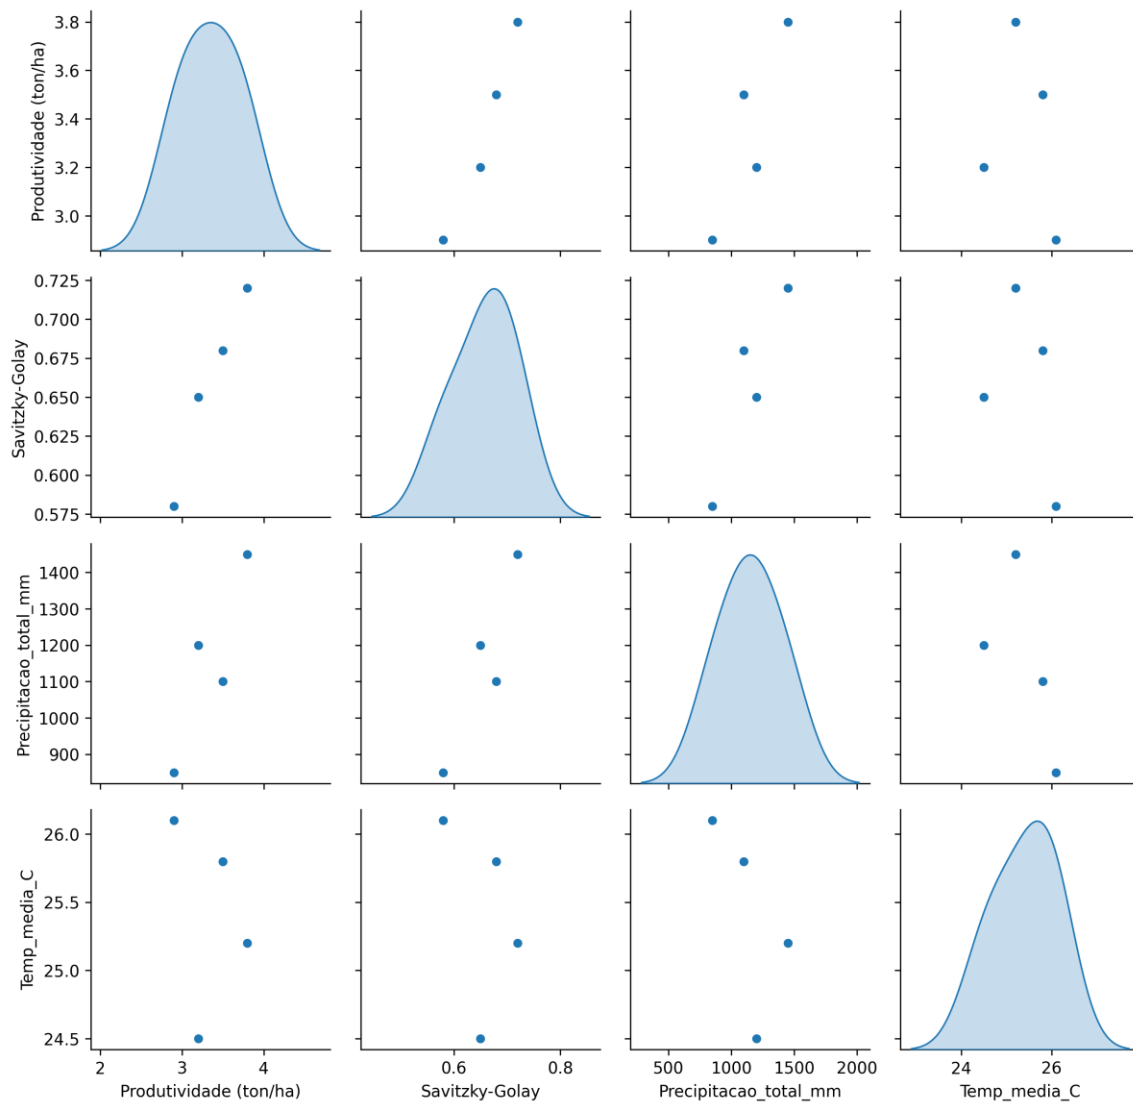 Produtividade (ton/ha)
3.8
3.6
3.4
3.2
3.0
Savitzky-Golay
0.725
0.700
0.675
0.650
0.625
0.600
0.575
Precipitacao_total_mm
1400
1300
1200
1100
1000
900
Temp_media_C
26.0
25.5
25.0
24.5
2 3 4
0.6 0.8
500 1000 1500 2000
24 26
Produtividade (ton/ha)
Savitzky-Golay
Precipitacao_total_mm
Temp_media_C